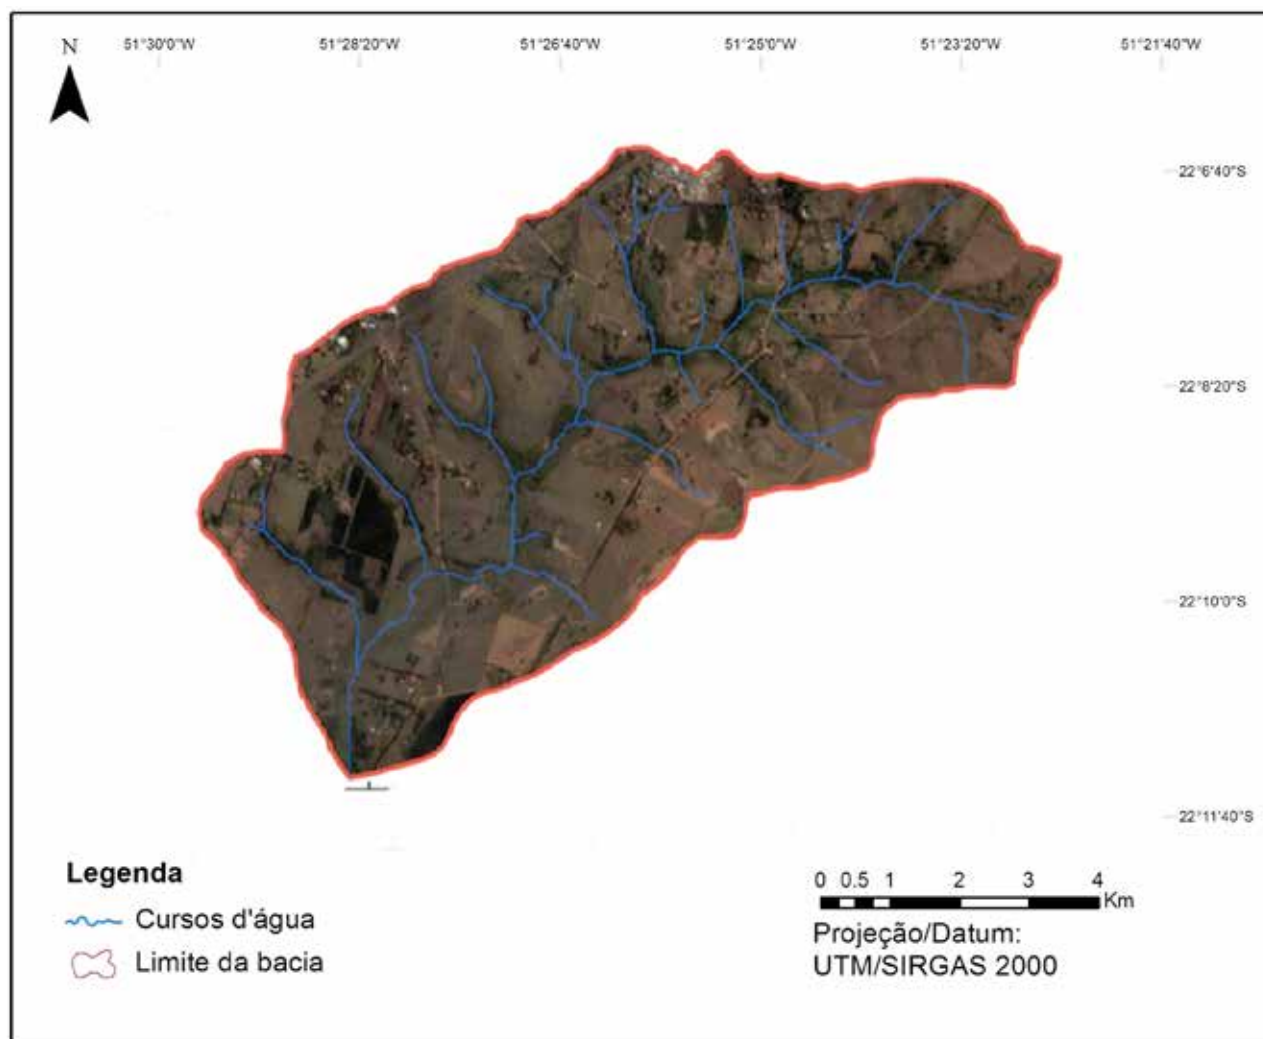 N
51°30'0"W 51°28'20"W 51°26'40"W 51°25'0"W 51°23'20"W 51°21'40"W
22°6'40"S
22°8'20"S
22°10'0"S
22°11'40"S
Legenda
Cursos d'água
Limite da bacia
0 0.5 1 2 3 4
Km
Projeção/Datum:
UTM/SIRGAS 2000